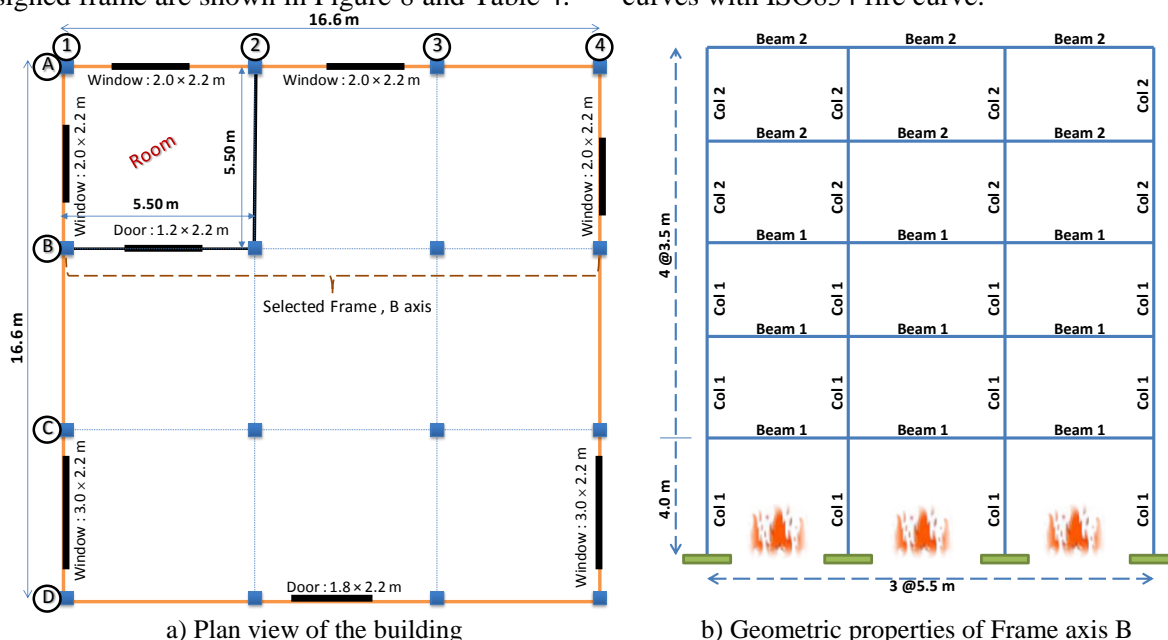 signed frame are shown in Figure 8 and Table 4.
curves with ISO834 fire curve.
16.6 m
1
2
3
4
A
Window : 2.0 × 2.2 m
Window : 2.0 × 2.2 m
Window : 2.0 × 2.2 m
Room
5.50 m
5.50 m
Window : 2.0 × 2.2 m
Door : 1.2 × 2.2 m
B
Selected Frame , B axis
16.6 m
C
Window : 3.0 × 2.2 m
Window : 3.0 × 2.2 m
Door : 1.8 × 2.2 m
D
a) Plan view of the building
Beam 2
Beam 2
Beam 2
Col 2
Col 2
Col 2
Col 2
Beam 2
Beam 2
Beam 2
Col 2
Col 2
Col 2
Col 2
4 @3.5 m
Beam 1
Beam 1
Beam 1
Col 1
Col 1
Col 1
Col 1
Beam 1
Beam 1
Beam 1
Col 1
Col 1
Col 1
Col 1
Beam 1
Beam 1
Beam 1
4.0 m
Col 1
Col 1
Col 1
Col 1
3 @5.5 m
b) Geometric properties of Frame axis B